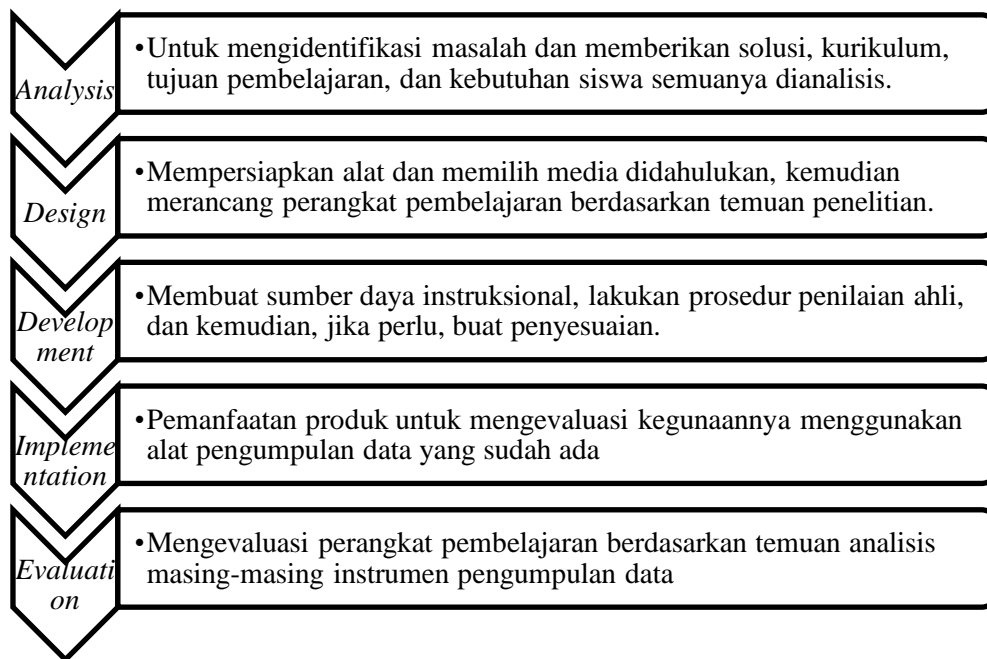 Analysis
•Untuk mengidentifikasi masalah dan memberikan solusi, kurikulum,
tujuan pembelajaran, dan kebutuhan siswa semuanya dianalisis.
Design
•Mempersiapkan alat dan memilih media didahulukan, kemudian
merancang perangkat pembelajaran berdasarkan temuan penelitian.
Develop
ment
•Membuat sumber daya instruksional, lakukan prosedur penilaian ahli,
dan kemudian, jika perlu, buat penyesuaian.
Impleme
ntation
•Pemanfaatan produk untuk mengevaluasi kegunaannya menggunakan
alat pengumpulan data yang sudah ada
Evaluati
on
•Mengevaluasi perangkat pembelajaran berdasarkan temuan analisis
masing-masing instrumen pengumpulan data